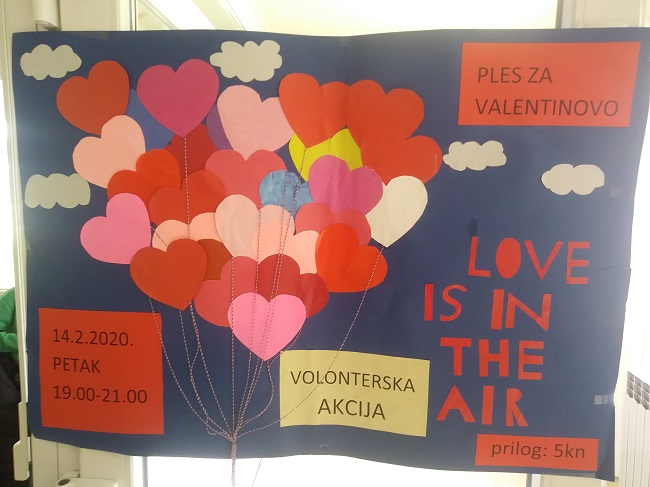 PLES ZA
VALENTINOVO
LOVE
IS IN
THE
AIR
14.2.2020.
PETAK
19.00-21.00
VOLONTERSKA
AKCIJA
prilog: 5kn